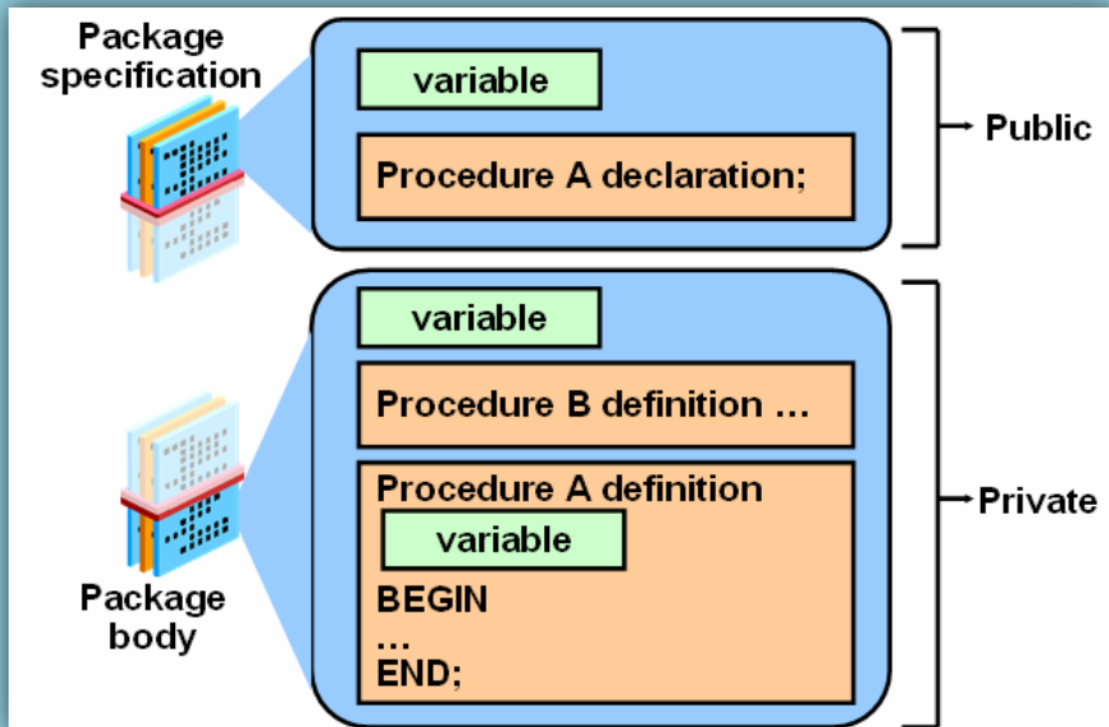 Package
specification
variable
Procedure A declaration;
Public
variable
Procedure B definition …
Procedure A definition
variable
BEGIN
…
END;
Private
Package
body